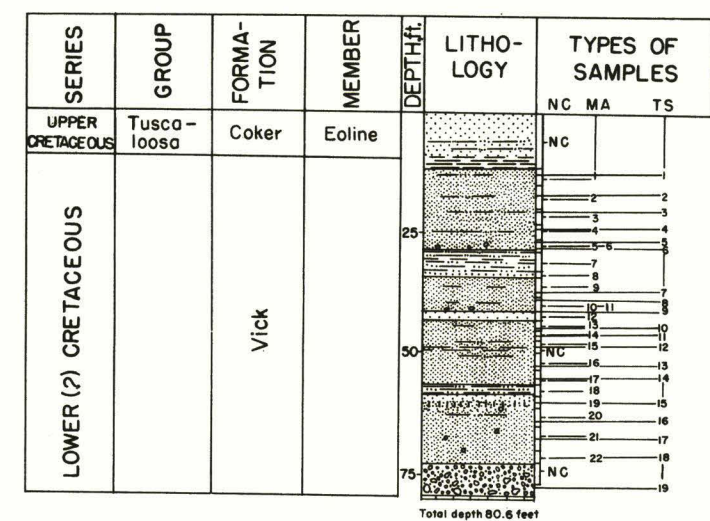 SERIES
GROUP
FORMA-
TION
MEMBER
DEPTH, ft.
LITHO-
LOGY
TYPES OF
SAMPLES
NC MA TS
UPPER
CRETACEOUS
Tusca-
loosa
Coker
Eoline
LOWER (?) CRETACEOUS
Vick
25
50
75
NC
1 1
2 2
3 3
4 4
5-6 5
6
7
8
9 7
10-11 8
12 9
13 10
14 11
15 12
NC
16 13
17 14
18
19 15
20 14
21 17
22 18
NC
19
Total depth 80.6 feet